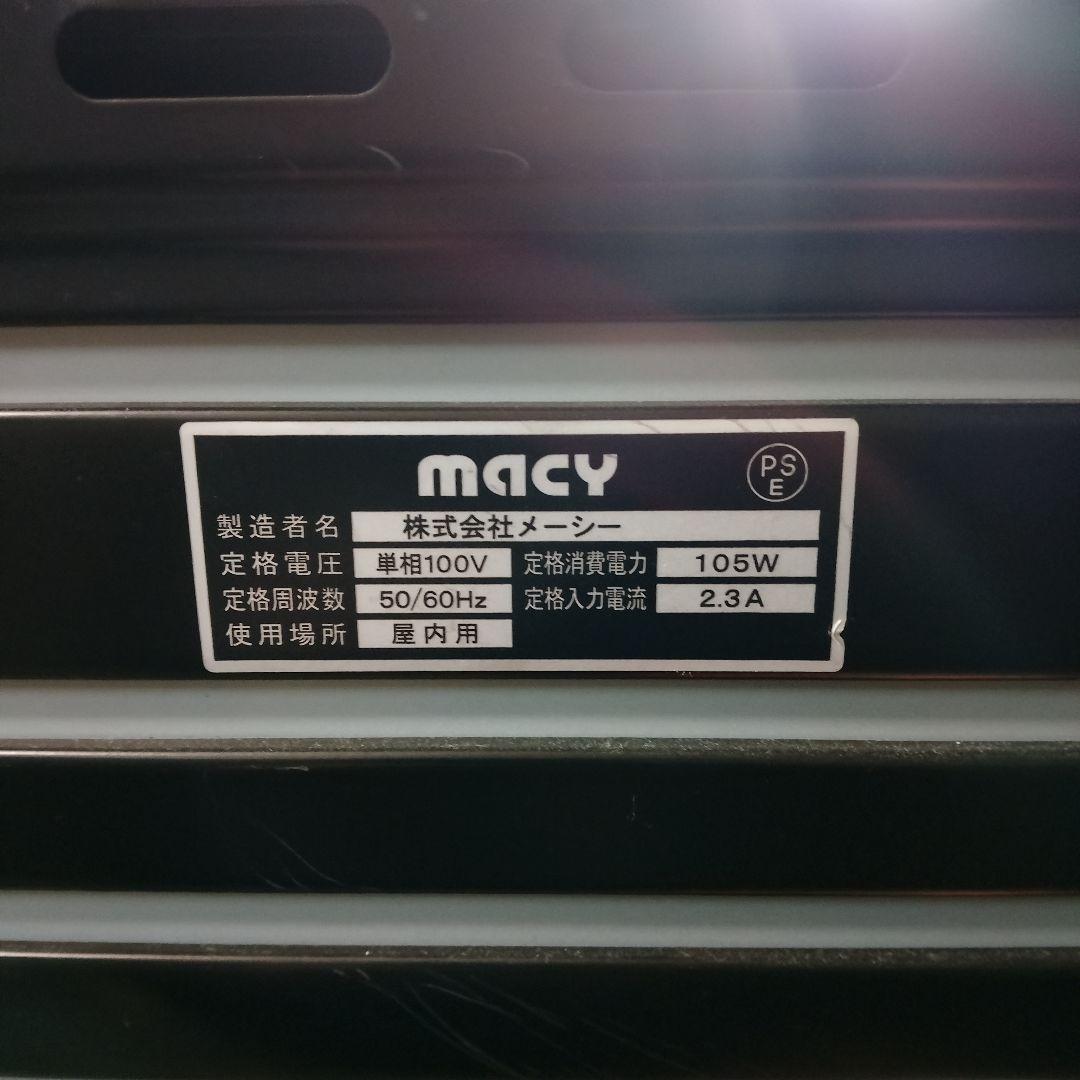 macy
PS
E
製造者名 株式会社メーシー
定格電圧 単相100V 定格消費電力 105W
定格周波数 50/60Hz 定格入力電流 2.3A
使用場所 屋内用